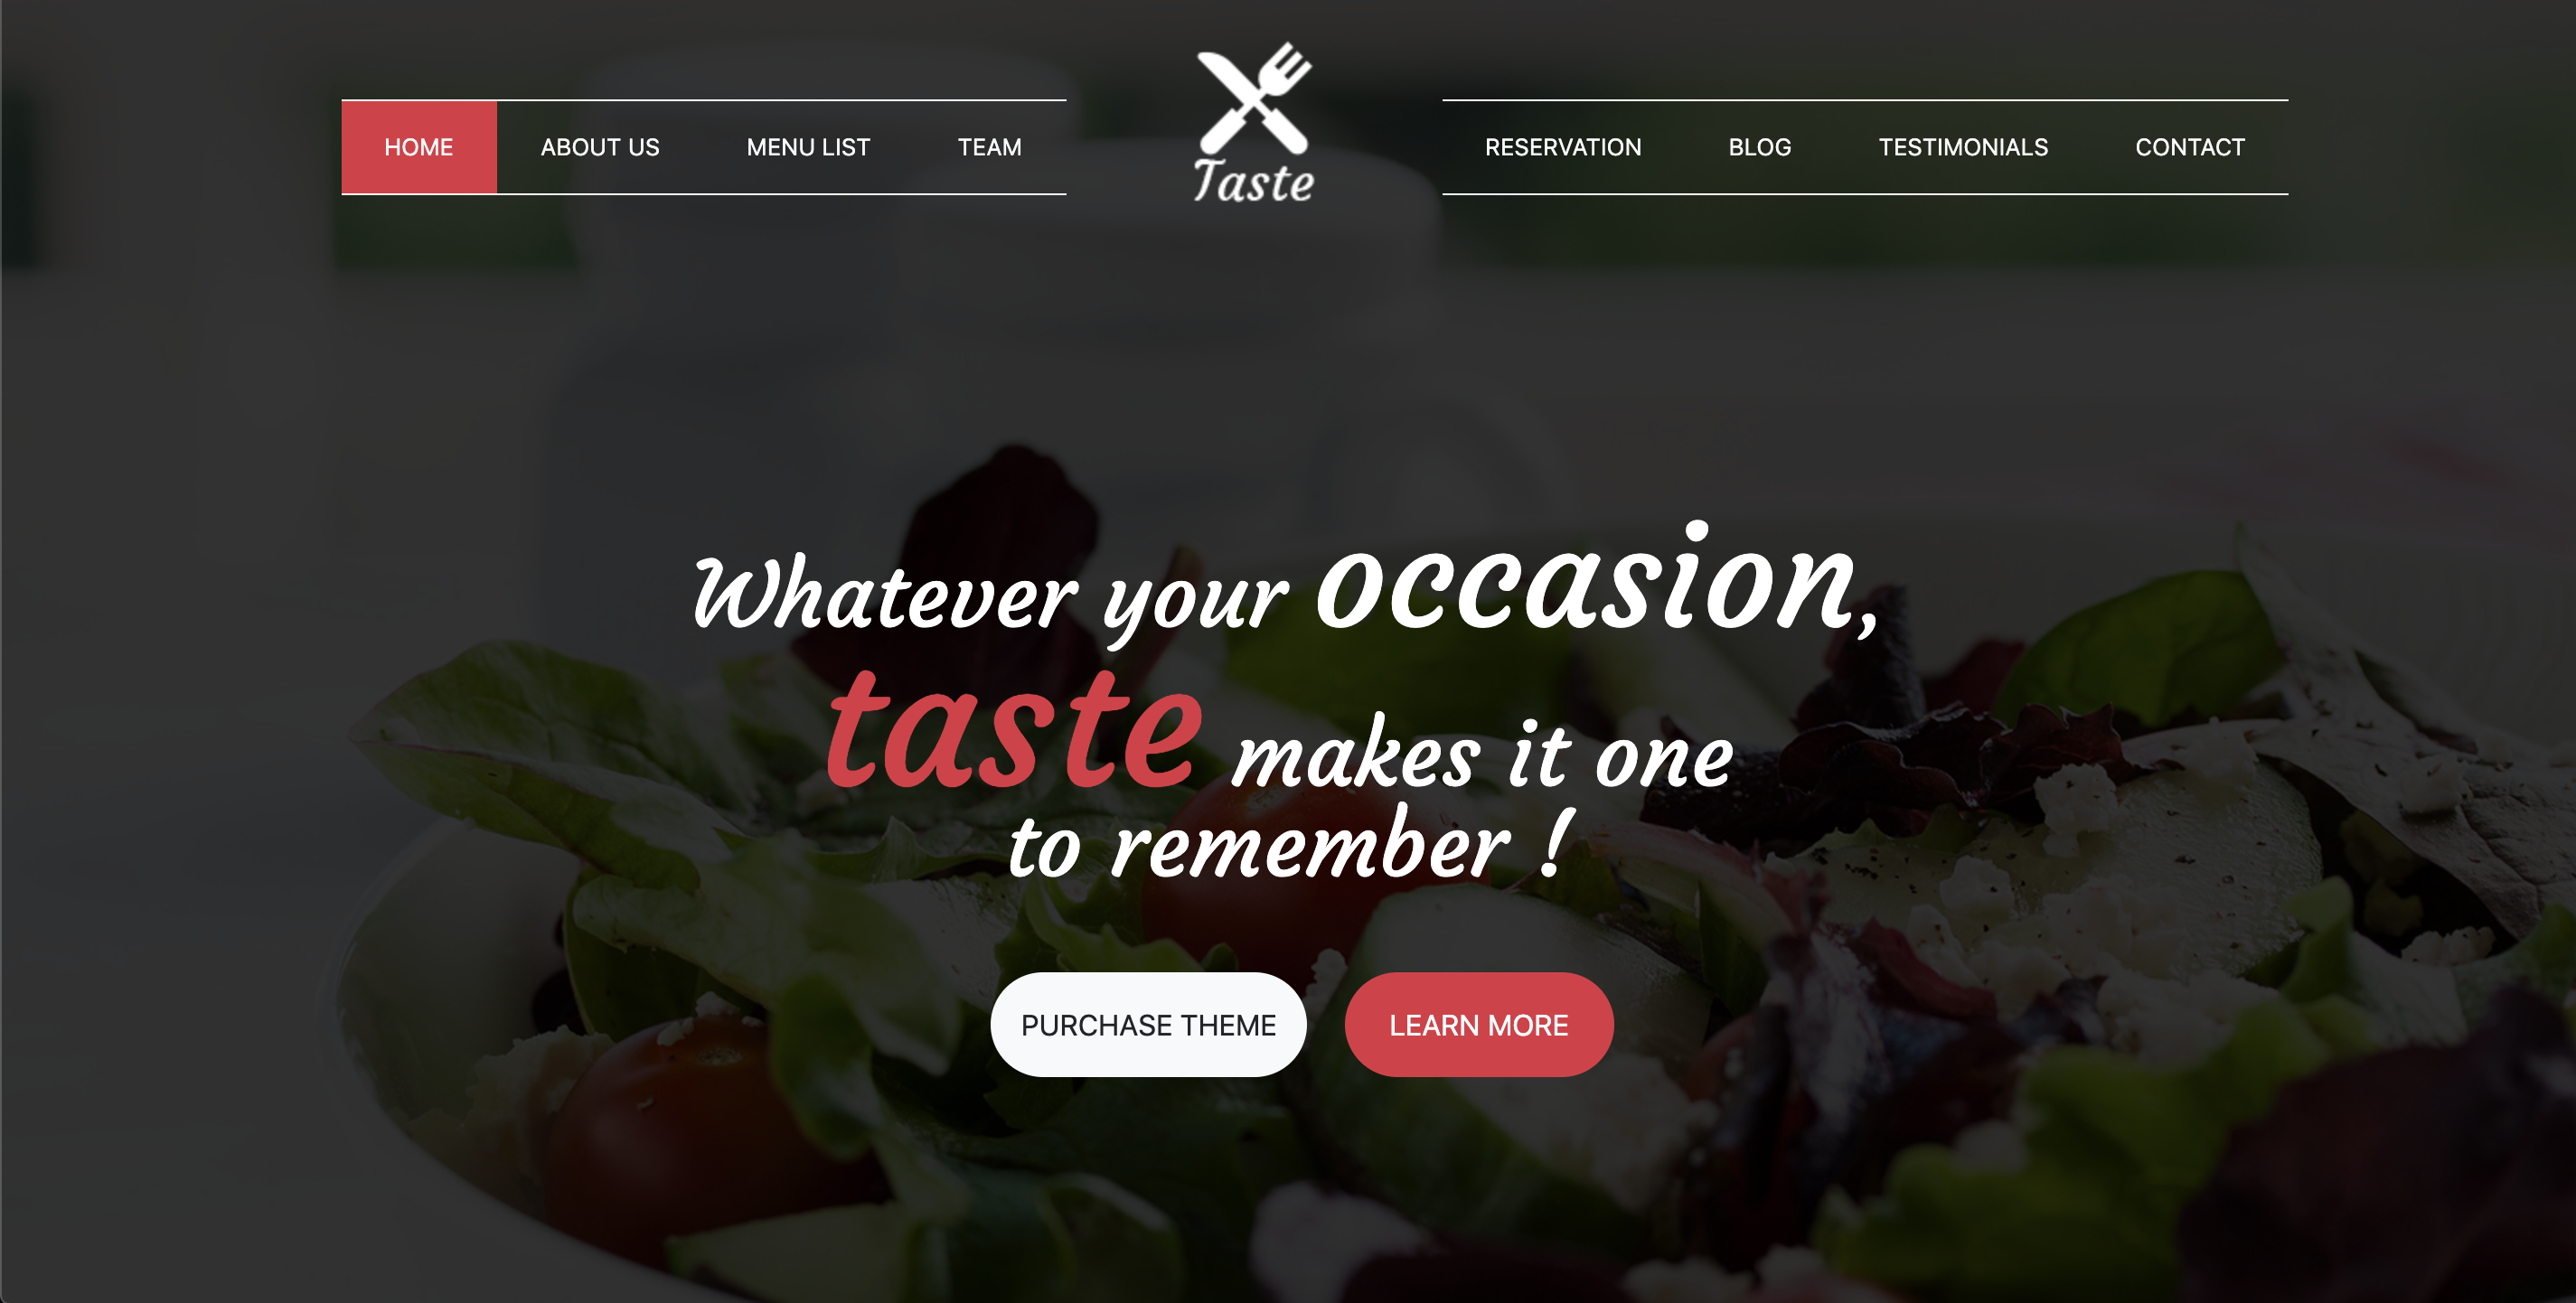 HOME ABOUT US MENU LIST TEAM
Taste
RESERVATION BLOG TESTIMONIALS CONTACT
Whatever your occasion,
taste makes it one
to remember !
PURCHASE THEME LEARN MORE